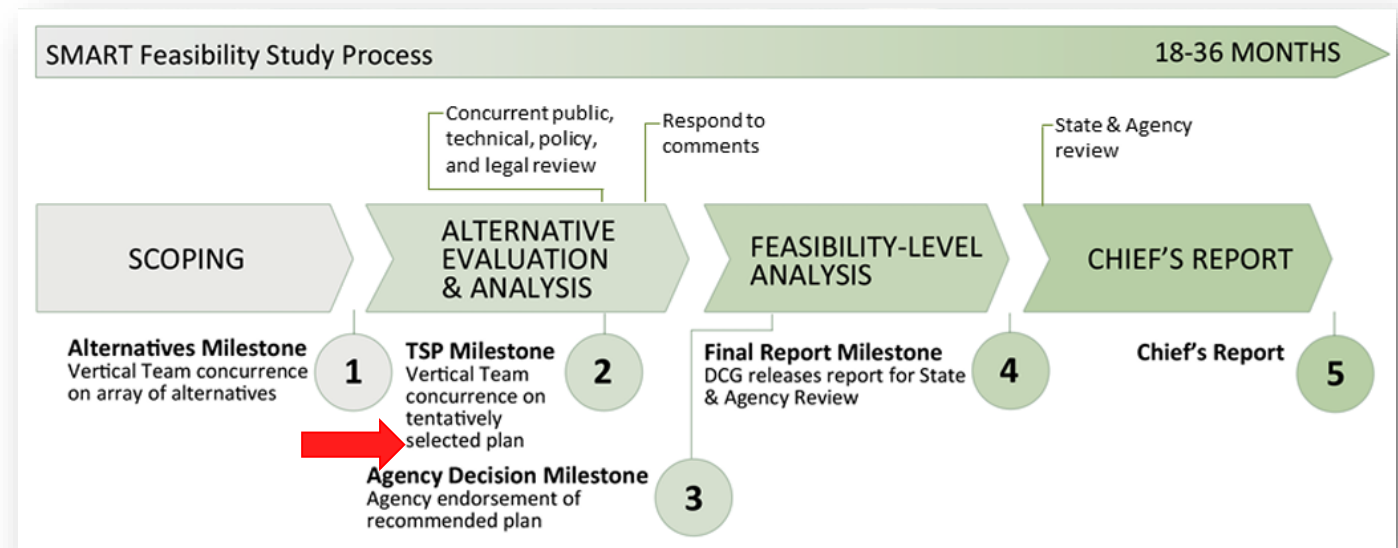 SMART Feasibility Study Process
18-36 MONTHS
Concurrent public,
technical, policy,
and legal review
Respond to
comments
State & Agency
review
SCOPING
ALTERNATIVE
EVALUATION
& ANALYSIS
FEASIBILITY-LEVEL
ANALYSIS
CHIEF'S REPORT
Alternatives Milestone
Vertical Team concurrence
on array of alternatives
1
TSP Milestone
Vertical Team
concurrence on
tentatively
selected plan
2
Agency Decision Milestone
Agency endorsement of
recommended plan
3
Final Report Milestone
DCG releases report for State
& Agency Review
4
Chief's Report
5